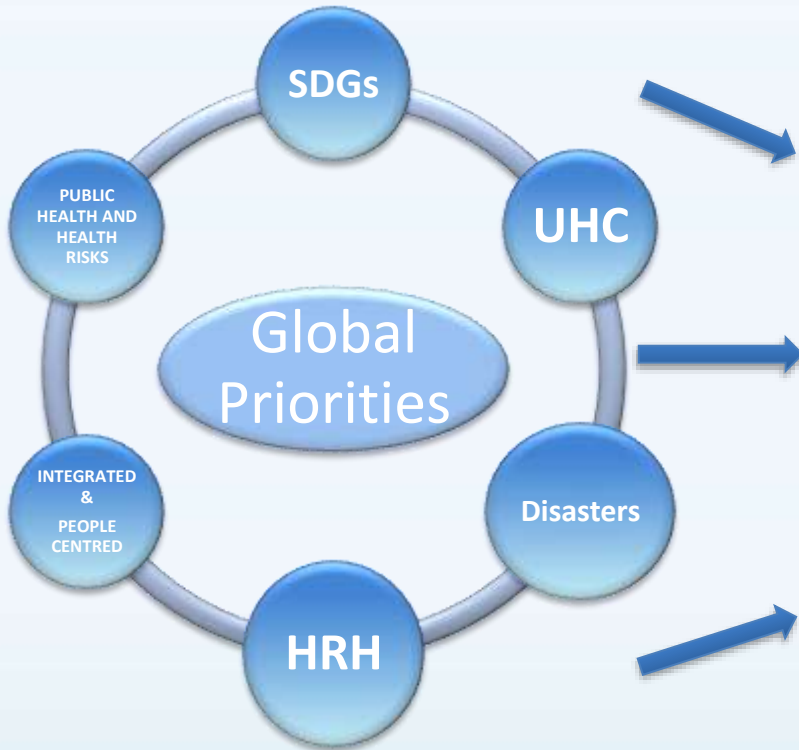 SDGs
UHC
Disasters
HRH
INTEGRATED
&
PEOPLE
CENTRED
PUBLIC
HEALTH AND
HEALTH
RISKS
Global
Priorities